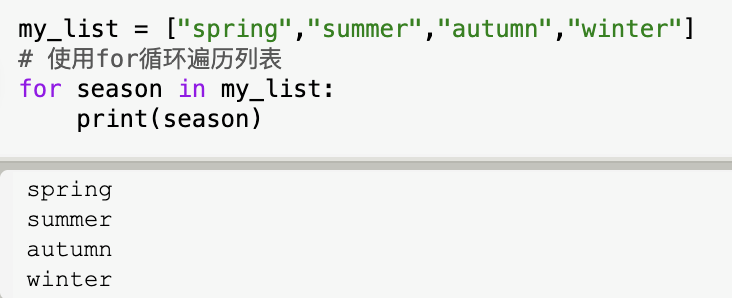 my_list = ["spring","summer","autumn","winter"]
# 使用for循环遍历列表
for season in my_list:
    print(season)
spring
summer
autumn
winter